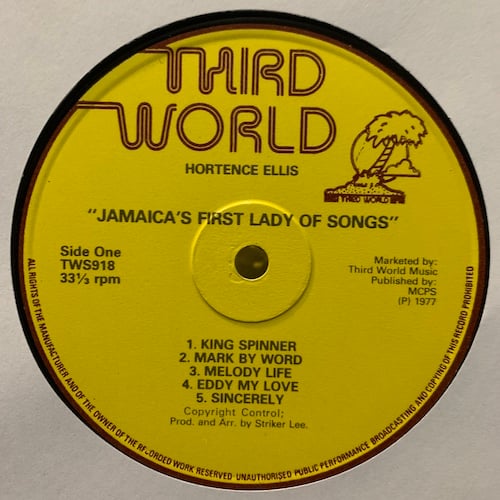 THIRD
WORLD
HORTENCE ELLIS
THIRD WORLD
"JAMAICA'S FIRST LADY OF SONGS"
Side One
TWS918
33⅓ rpm
Marketed by:
Third World Music
Published by:
MCPS
(P) 1977
1. KING SPINNER
2. MARK BY WORD
3. MELODY LIFE
4. EDDY MY LOVE
5. SINCERELY
Copyright Control;
Prod. and Arr. by Striker Lee.
ALL RIGHTS OF THE MANUFACTURER AND OF THE OWNER OF THE RECORDED WORK RESERVED · UNAUTHORISED PUBLIC PERFORMANCE BROADCASTING AND COPYING OF THIS RECORD PROHIBITED